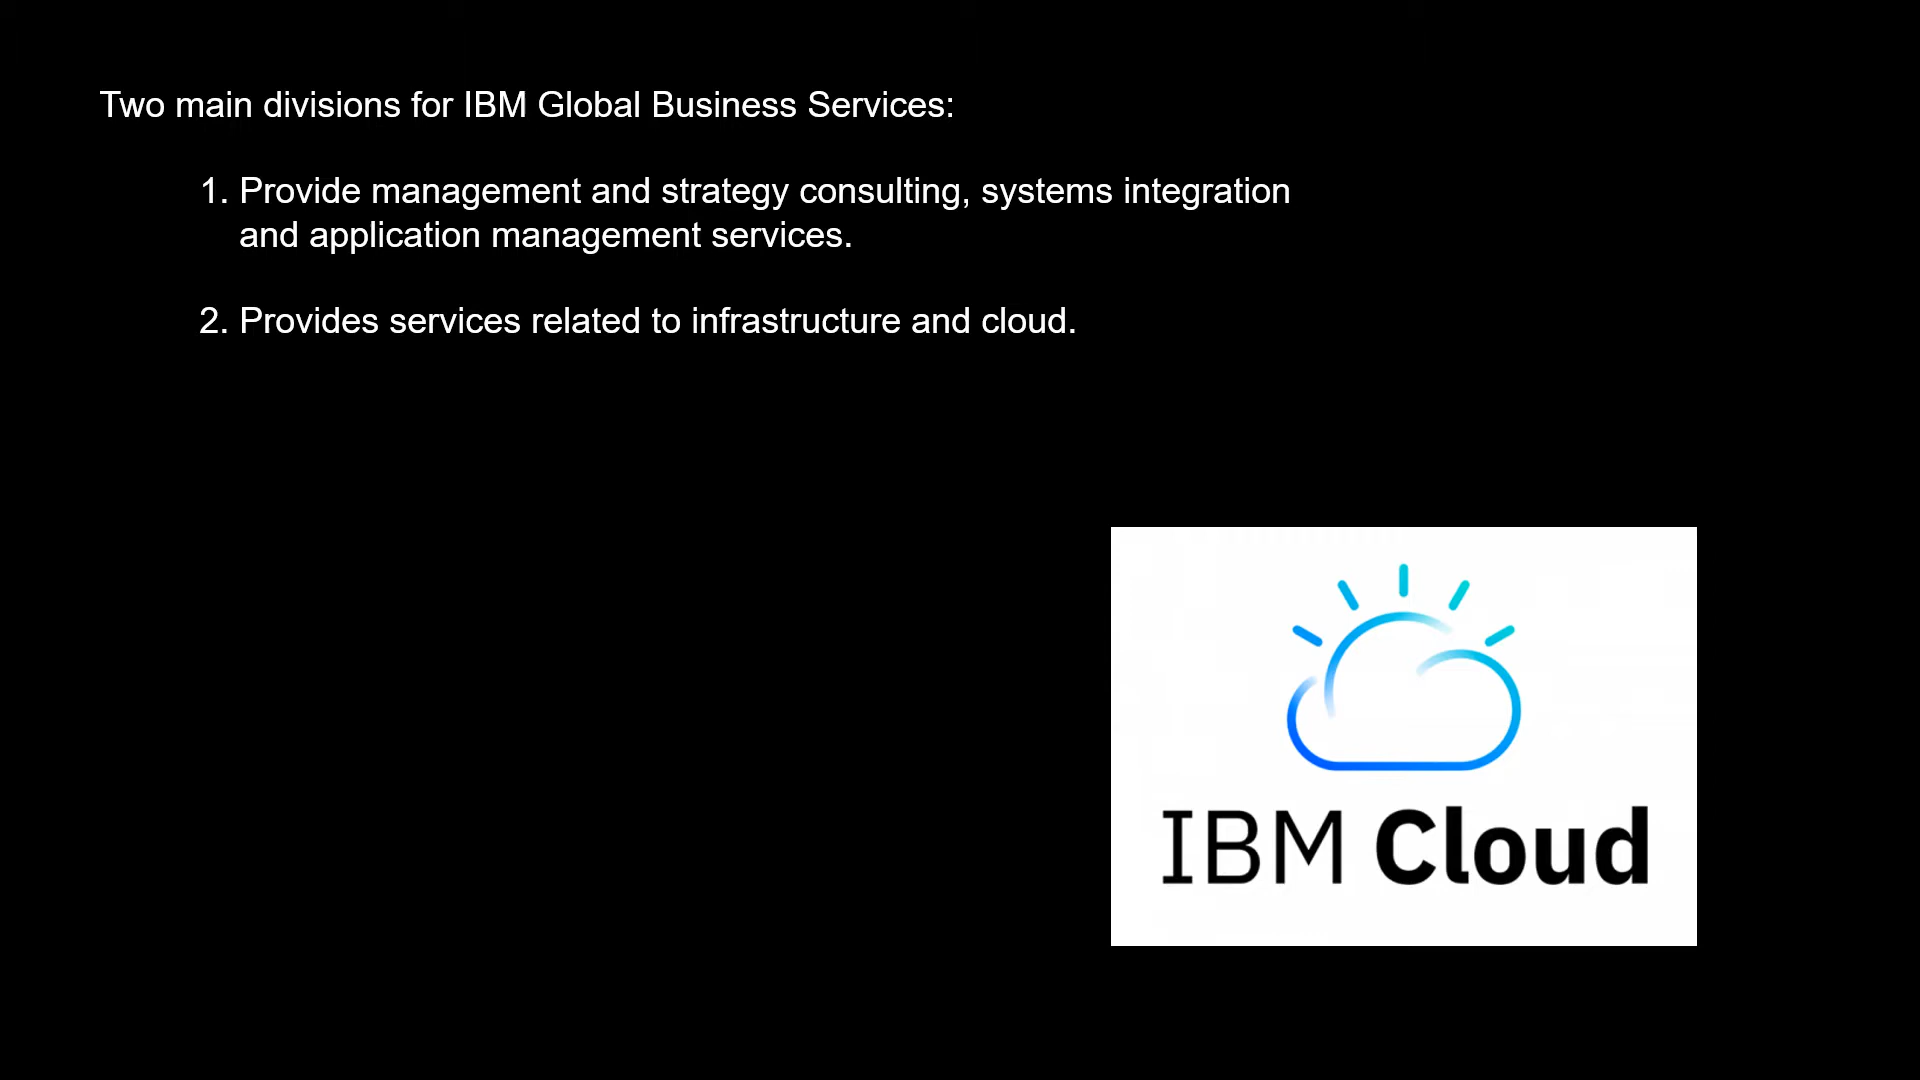 Two main divisions for IBM Global Business Services:
1. Provide management and strategy consulting, systems integration
and application management services.
2. Provides services related to infrastructure and cloud.
IBM Cloud